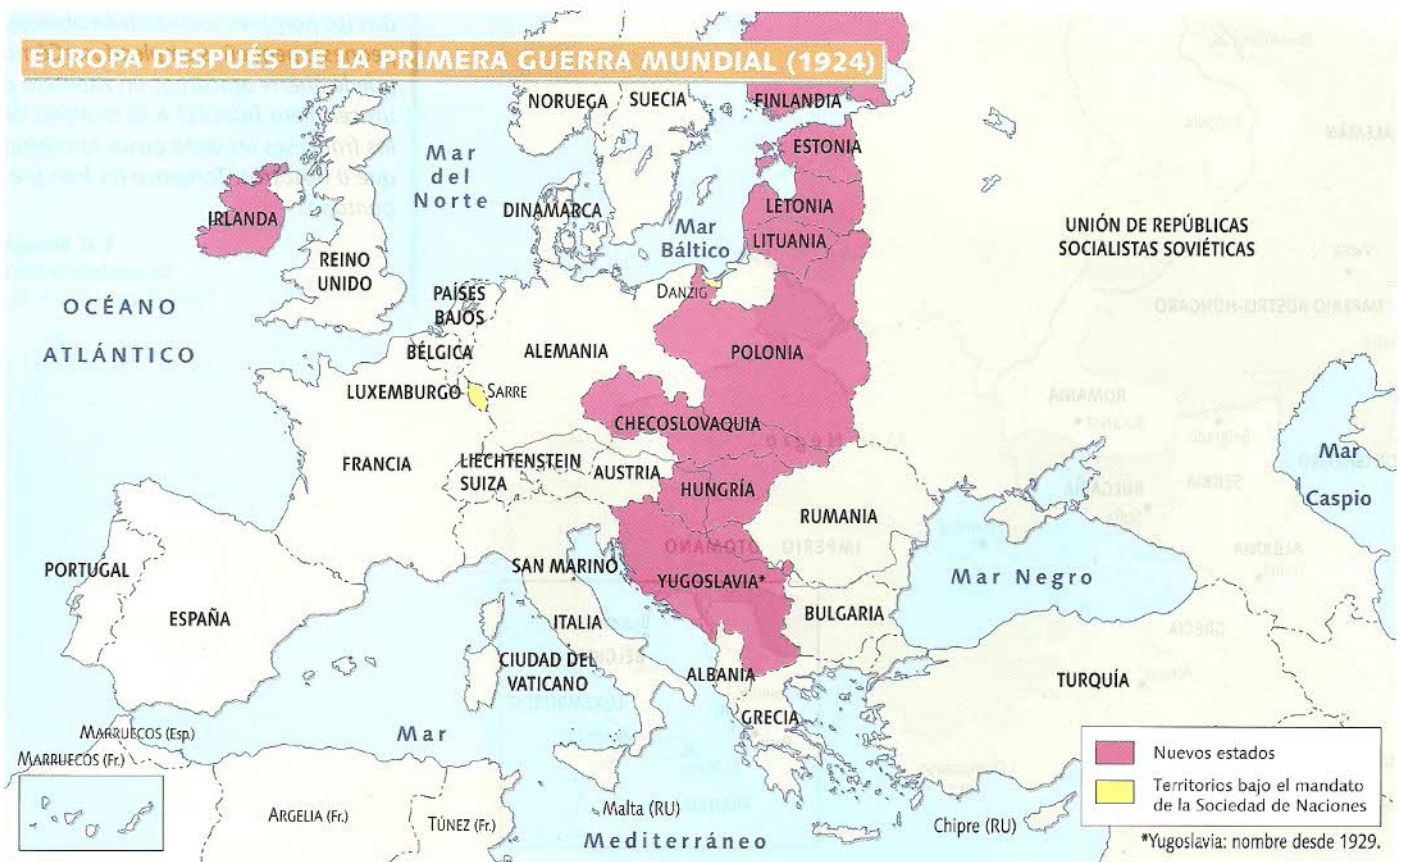 EUROPA DESPUÉS DE LA PRIMERA GUERRA MUNDIAL (1924)
NORUEGA
SUECIA
FINLANDIA
ESTONIA
Mar
del
Norte
LETONIA
IRLANDA
DINAMARCA
Mar
Báltico
LITUANIA
UNIÓN DE REPÚBLICAS
SOCIALISTAS SOVIÉTICAS
REINO
UNIDO
PAÍSES
BAJOS
DANZIG
OCÉANO
ATLÁNTICO
BÉLGICA
ALEMANIA
POLONIA
LUXEMBURGO
SARRE
CHECOSLOVAQUIA
FRANCIA
LIECHTENSTEIN
SUIZA
AUSTRIA
HUNGRÍA
RUMANIA
Mar
Caspio
PORTUGAL
ESPAÑA
SAN MARINO
YUGOSLAVIA*
Mar Negro
ITALIA
BULGARIA
CIUDAD DEL
VATICANO
ALBANIA
TURQUÍA
GRECIA
MARRUECOS (Esp.)
MARRUECOS (Fr.)
Mar
Mediterráneo
ARGELIA (Fr.)
TÚNEZ (Fr.)
Malta (RU)
Chipre (RU)
Nuevos estados
Territorios bajo el mandato
de la Sociedad de Naciones
*Yugoslavia: nombre desde 1929.